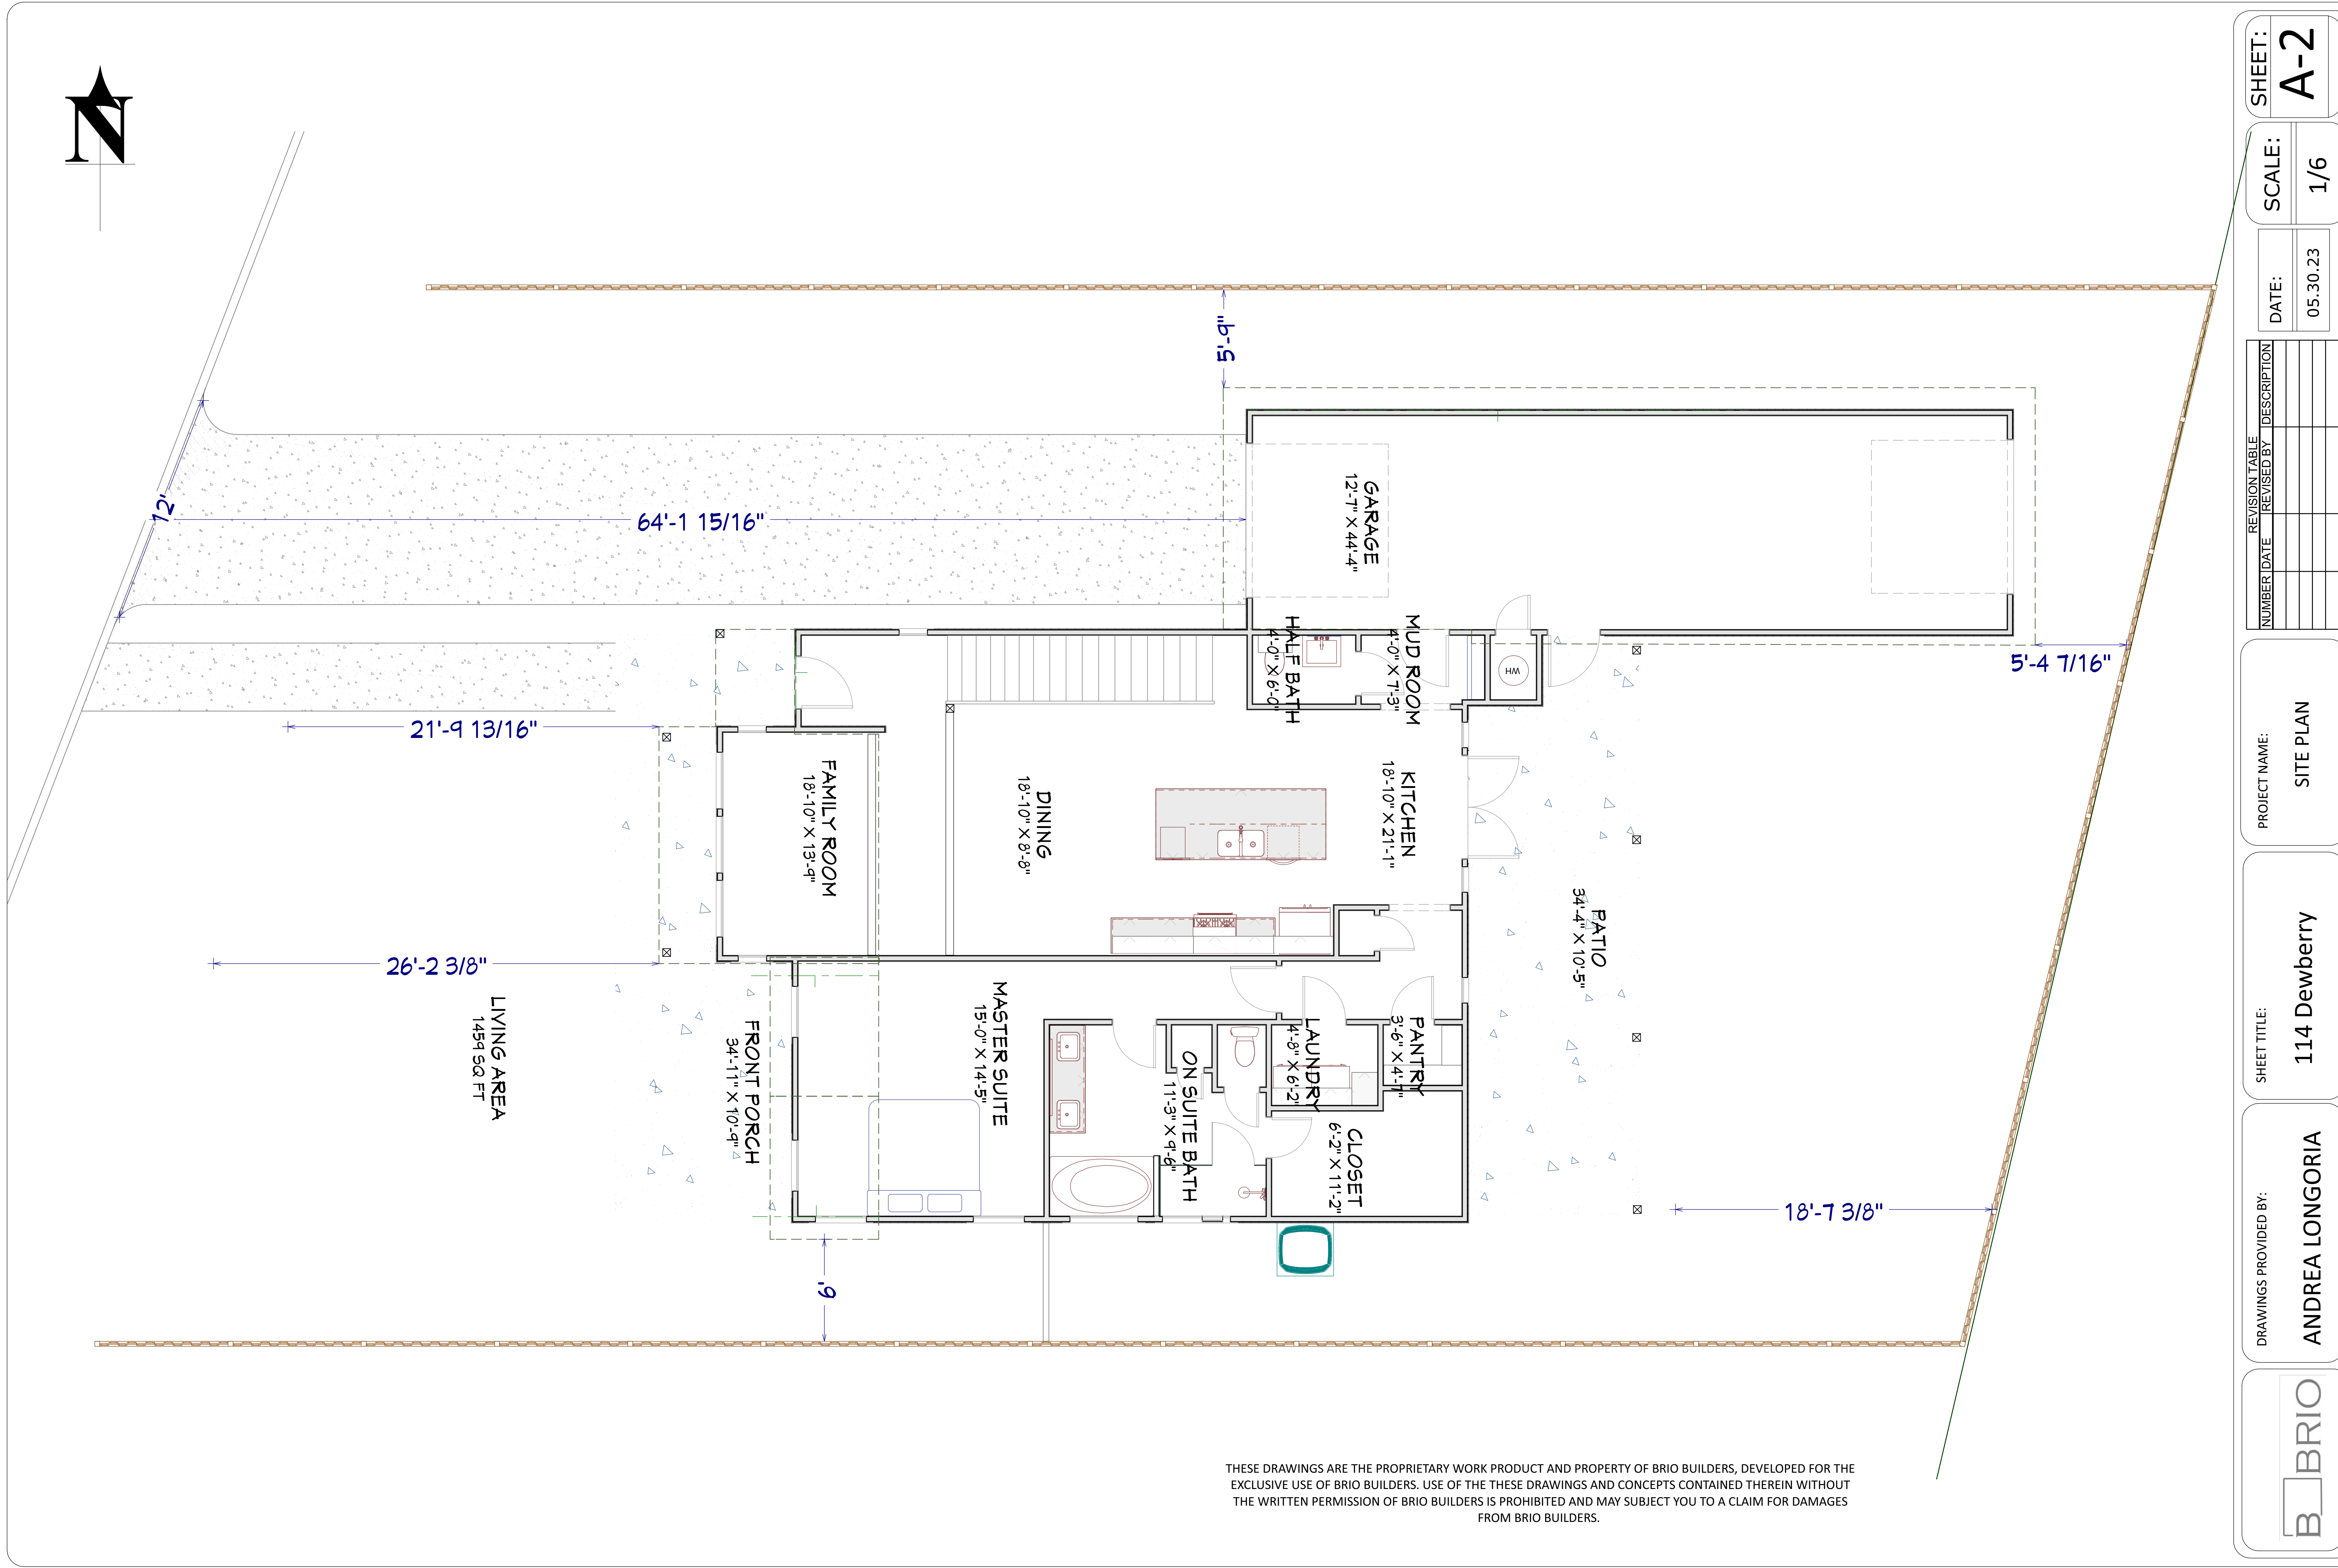 N
5'-9"
12'
64'-1 15/16"
GARAGE
12'-7" X 44'-4"
5'-4 7/16"
21'-9 13/16"
HALF BATH
4'-0" X 6'-0"
MUD ROOM
4'-0" X 7'-3"
WH
FAMILY ROOM
18'-10" X 13'-9"
DINING
18'-10" X 8'-8"
KITCHEN
18'-10" X 21'-1"
PATIO
34'-4" X 10'-5"
26'-2 3/8"
LIVING AREA
1459 SQ FT
FRONT PORCH
34'-11" X 10'-9"
MASTER SUITE
15'-0" X 14'-5"
ON SUITE BATH
11'-3" X 9'-6"
LAUNDRY
4'-8" X 6'-2"
PANTRY
3'-6" X 4'-7"
CLOSET
6'-2" X 11'-2"
18'-7 3/8"
6'
THESE DRAWINGS ARE THE PROPRIETARY WORK PRODUCT AND PROPERTY OF BRIO BUILDERS, DEVELOPED FOR THE
EXCLUSIVE USE OF BRIO BUILDERS. USE OF THE THESE DRAWINGS AND CONCEPTS CONTAINED THEREIN WITHOUT
THE WRITTEN PERMISSION OF BRIO BUILDERS IS PROHIBITED AND MAY SUBJECT YOU TO A CLAIM FOR DAMAGES
FROM BRIO BUILDERS.
B BRIO
DRAWINGS PROVIDED BY:
ANDREA LONGORIA
SHEET TITLE:
114 Dewberry
PROJECT NAME:
SITE PLAN
REVISION TABLE
NUMBER DATE REVISED BY DESCRIPTION
DATE:
05.30.23
SCALE:
1/6
SHEET:
A-2